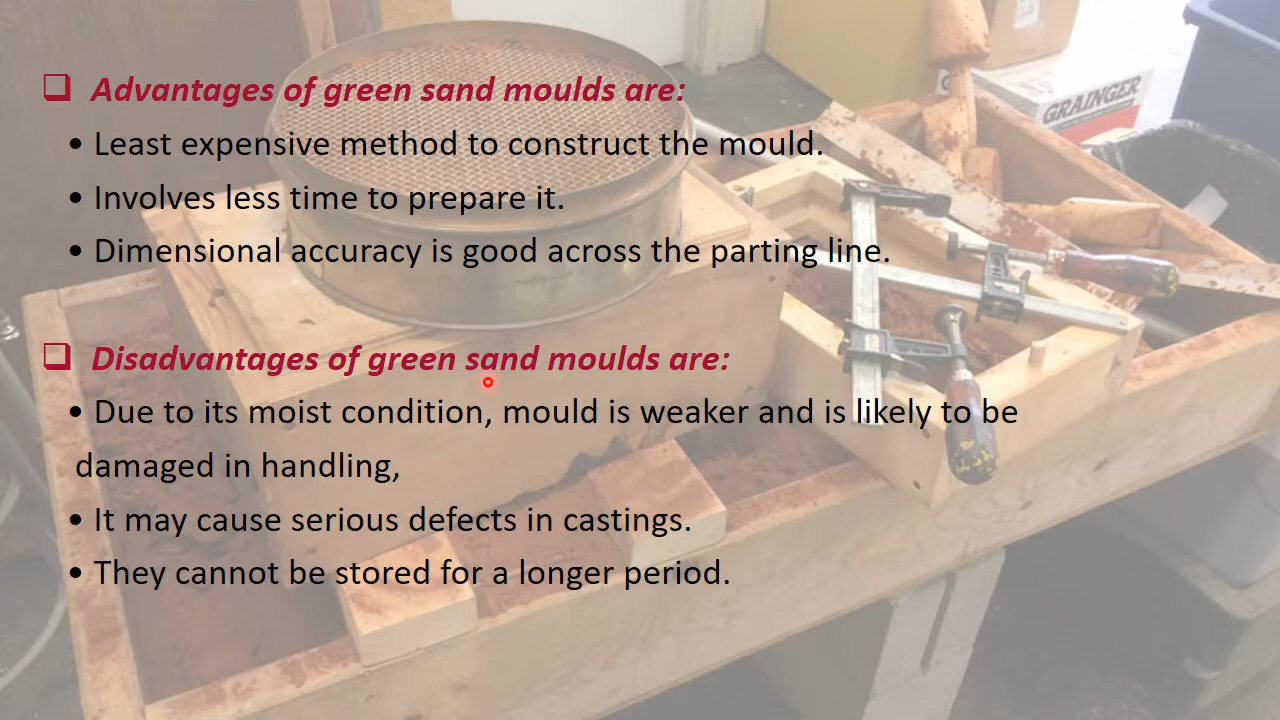 ❑ Advantages of green sand moulds are:
• Least expensive method to construct the mould.
• Involves less time to prepare it.
• Dimensional accuracy is good across the parting line.
❑ Disadvantages of green sand moulds are:
• Due to its moist condition, mould is weaker and is likely to be
damaged in handling,
• It may cause serious defects in castings.
• They cannot be stored for a longer period.
GRAINGER